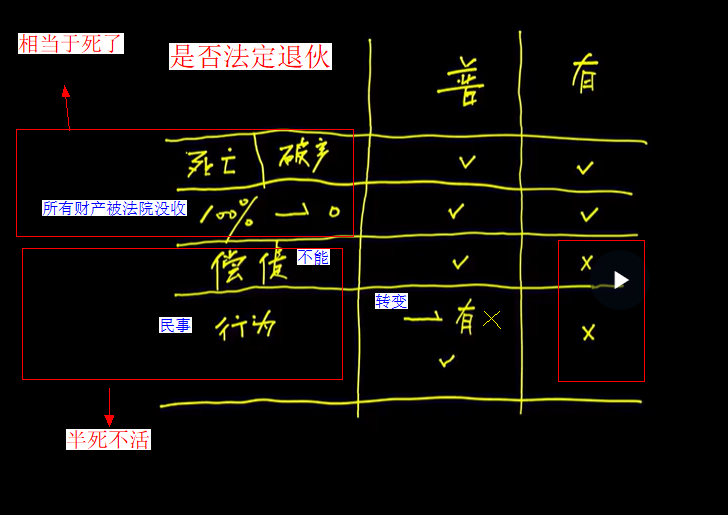 相当于死了
是否法定退伙
普
有
死亡 破产
✓
✓
所有财产被法院没收
100% → 0
✓
✓
偿债
不能
✓
×
民事
行为
转变
→有×
✓
×
半死不活